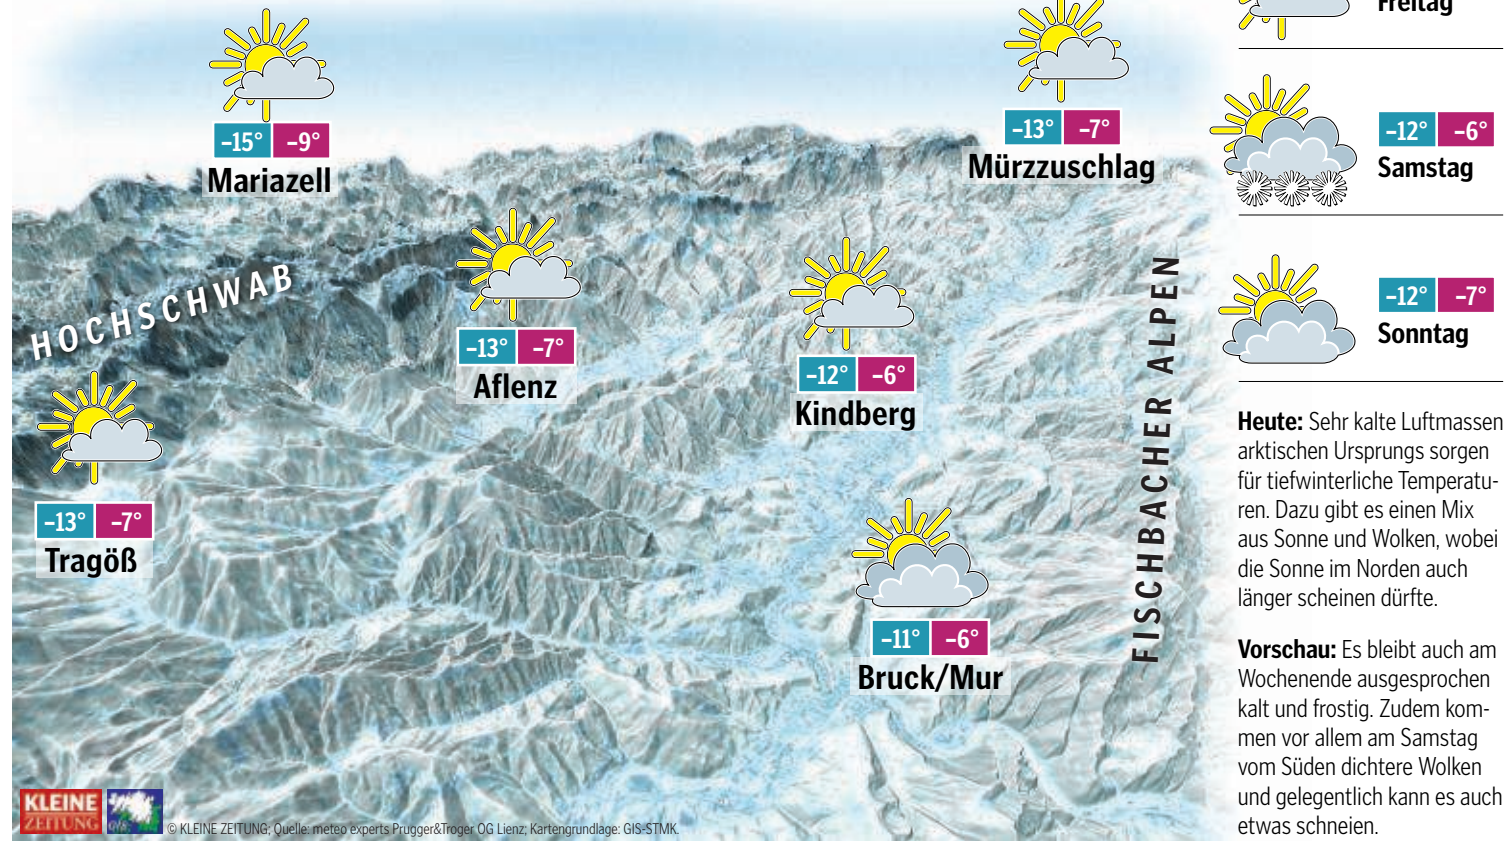 –15° –9°
Mariazell
–13° –7°
Mürzzuschlag
HOCHSCHWAB
–13° –7°
Aflenz
–12° –6°
Kindberg
FISCHBACHER ALPEN
–13° –7°
Tragöß
–11° –6°
Bruck/Mur
KLEINE
ZEITUNG
© KLEINE ZEITUNG; Quelle: meteo experts Prugger&Troger OG Lienz; Kartengrundlage: GIS-STMK.
Freitag
–12° –6°
Samstag
–12° –7°
Sonntag
Heute: Sehr kalte Luftmassen
arktischen Ursprungs sorgen
für tiefwinterliche Temperatu-
ren. Dazu gibt es einen Mix
aus Sonne und Wolken, wobei
die Sonne im Norden auch
länger scheinen dürfte.
Vorschau: Es bleibt auch am
Wochenende ausgesprochen
kalt und frostig. Zudem kom-
men vor allem am Samstag
vom Süden dichtere Wolken
und gelegentlich kann es auch
etwas schneien.